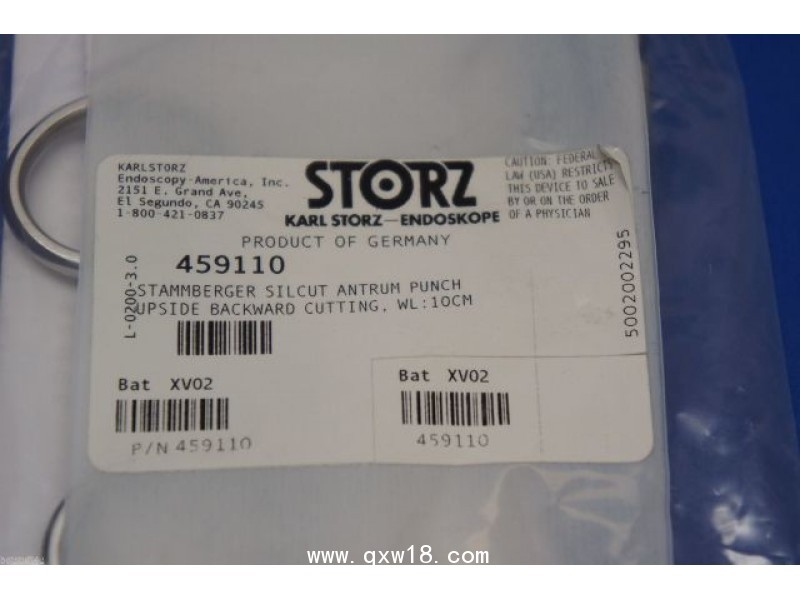 KARLSTORZ
Endoscopy-America, Inc.
2151 E. Grand Ave,
El Segundo, CA 90245
1-800-421-0837
STORZ
KARL STORZ—ENDOSKOPE
CAUTION: FEDERAL
LAW (USA) RESTRICTS
THIS DEVICE TO SALE
BY OR ON THE ORDER
OF A PHYSICIAN
PRODUCT OF GERMANY
459110
STAMMBERGER SILCUT ANTRUM PUNCH
UPSIDE BACKWARD CUTTING. WL:10CM
L-0200-3.0
5002002295
Bat XV02
P/N 459110
Bat XV02
459110
www.qxw18.com